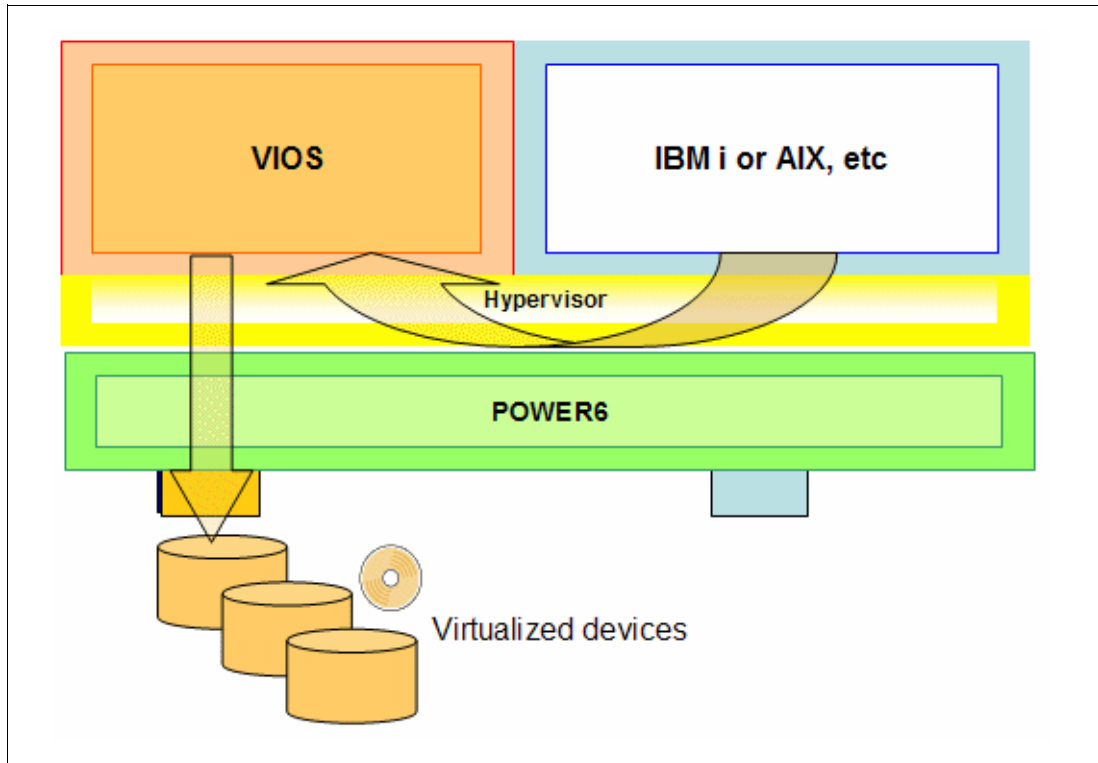 VIOS
IBM i or AIX, etc
Hypervisor
POWER6
Virtualized devices